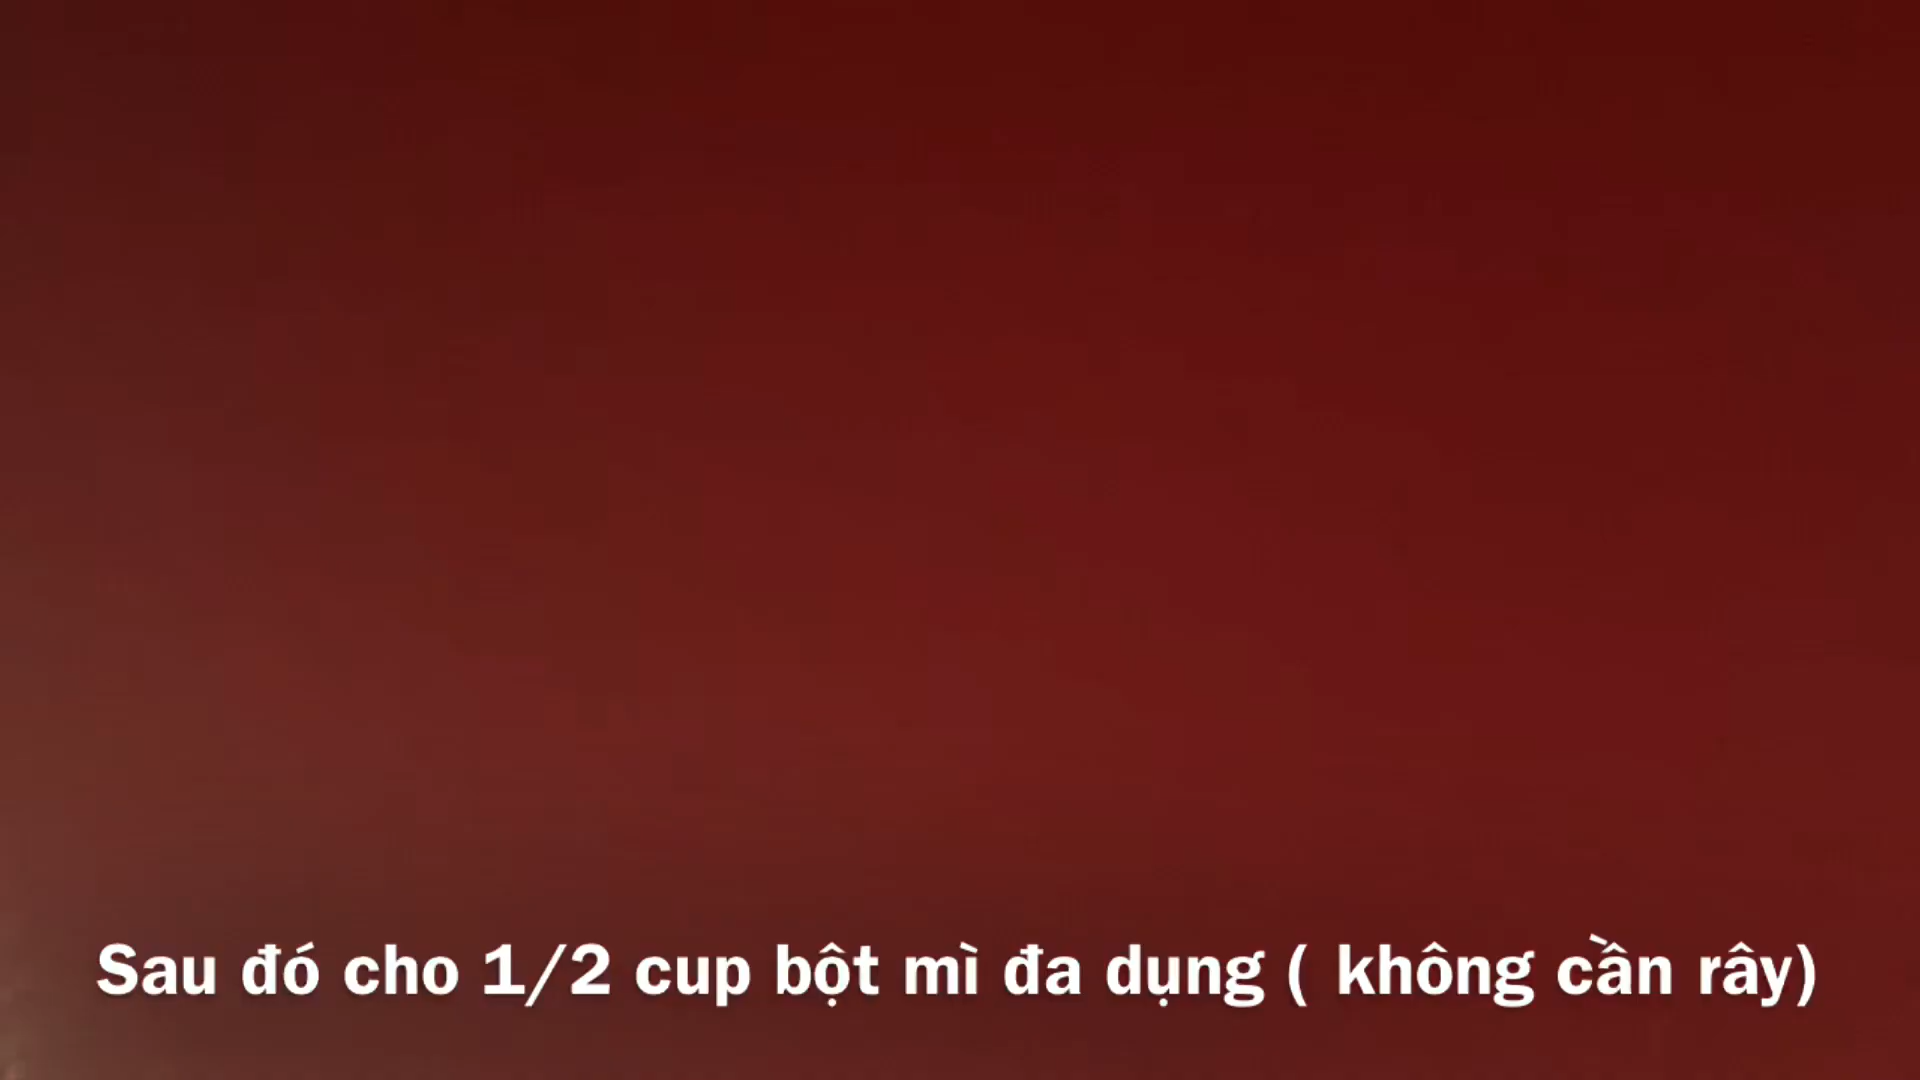 Sau đó cho 1/2 cup bột mì đa dụng ( không cần rây)